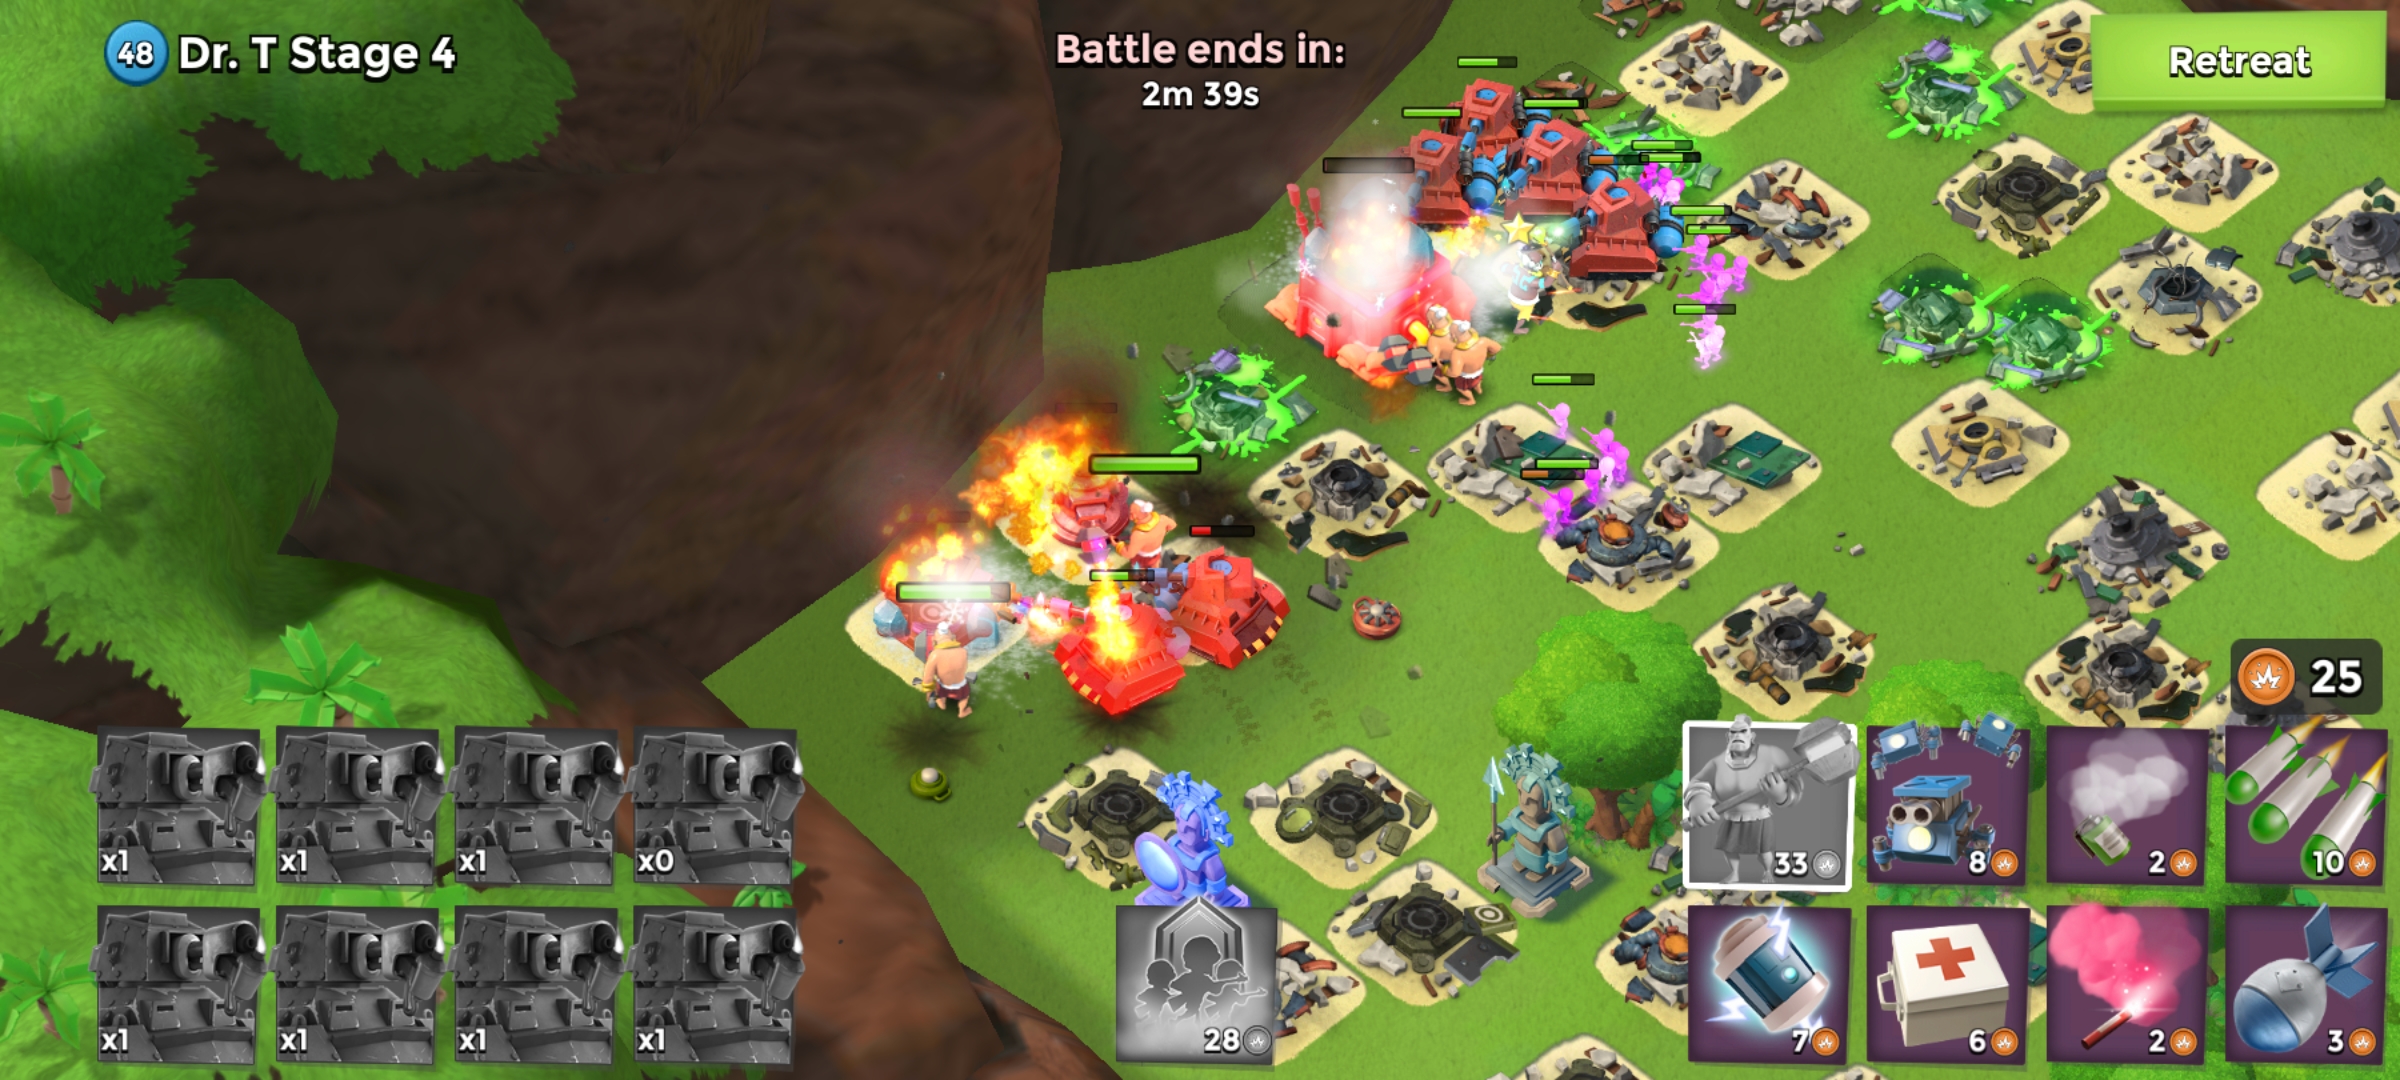 48 Dr. T Stage 4
Battle ends in:
2m 39s
Retreat
25
x1
x1
x1
x0
33
8
2
10
x1
x1
x1
x1
28
7
6
2
3